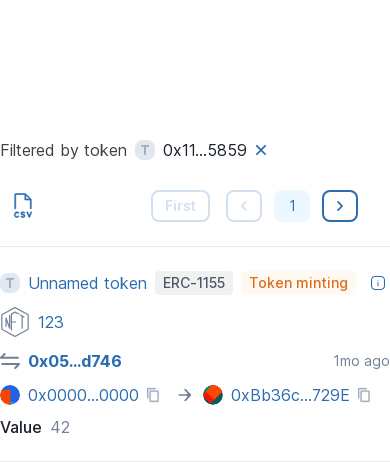 Filtered by token T 0x11...5859 ×
CSV
First < 1 >
T Unnamed token ERC-1155 Token minting i
NFT 123
0x05...d746 1mo ago
0x0000...0000 → 0xBb36c...729E
Value 42